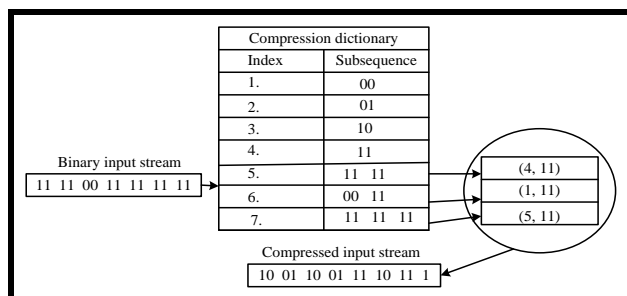 Compression dictionary
Index Subsequence
1. 00
2. 01
3. 10
4. 11
5. 11 11
6. 00 11
7. 11 11 11
Binary input stream
11 11 00 11 11 11 11
(4, 11)
(1, 11)
(5, 11)
Compressed input stream
10 01 10 01 11 10 11 1